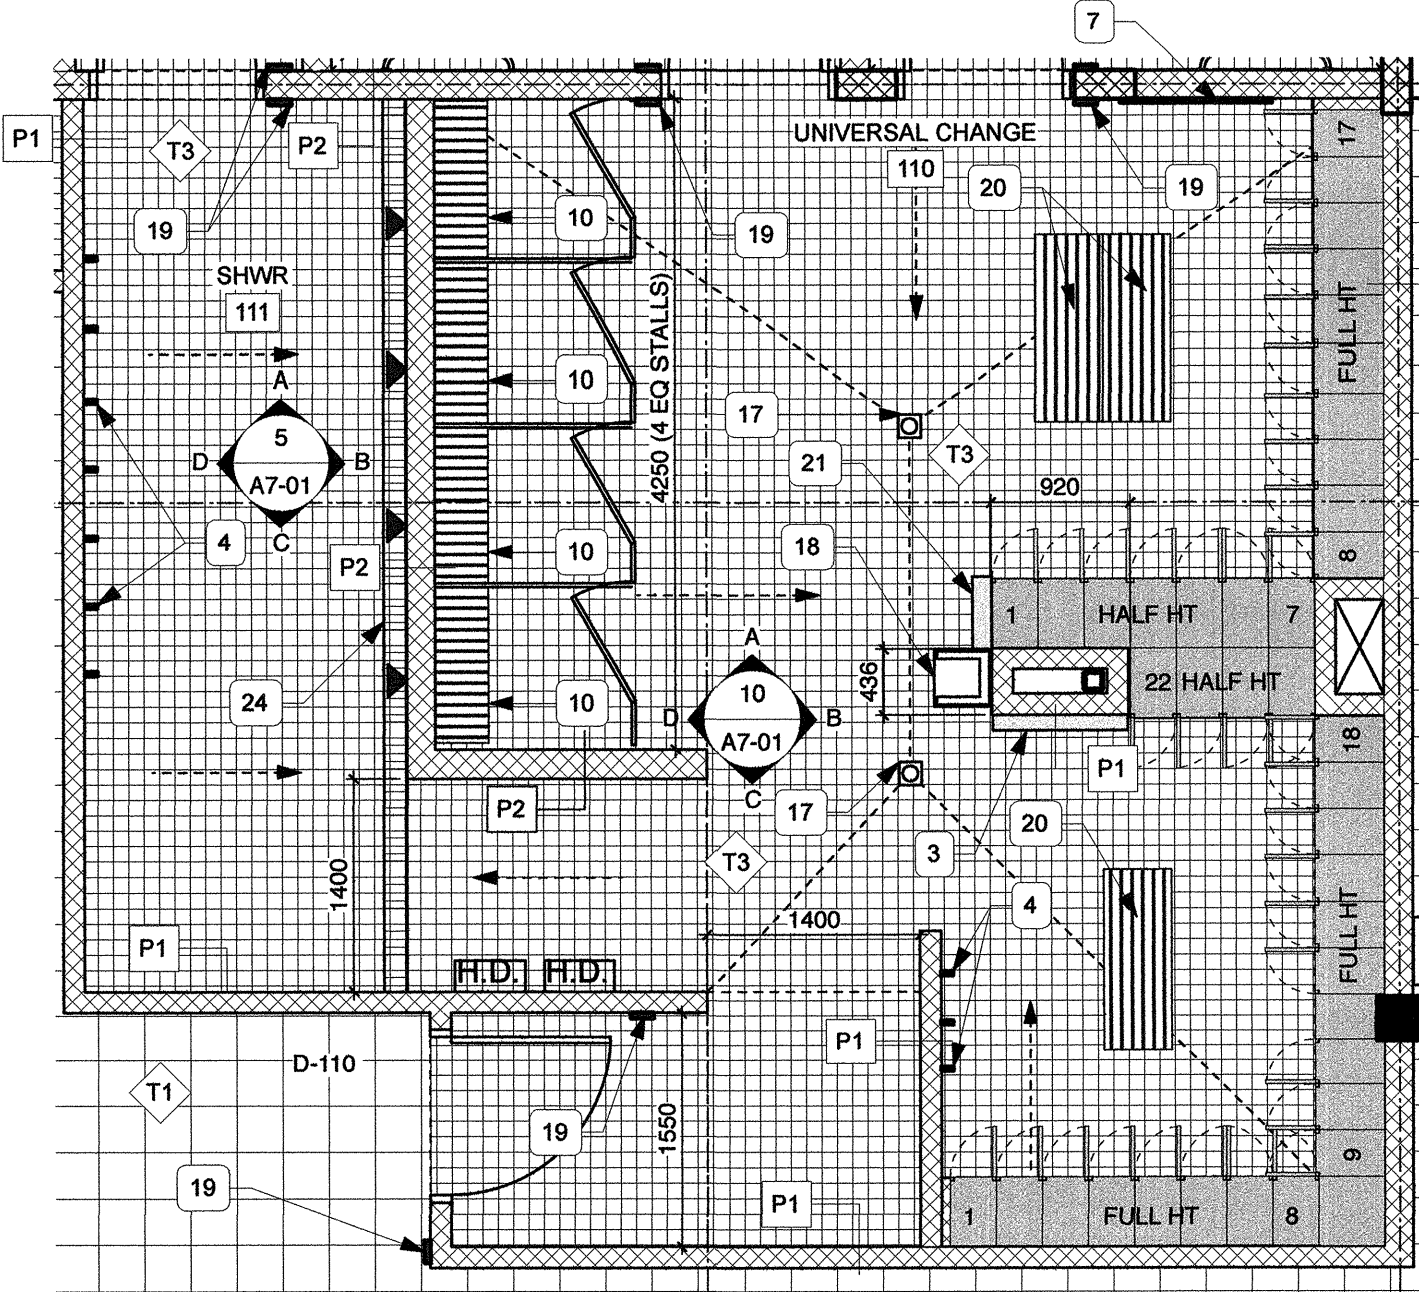 7
P1
T3
P2
UNIVERSAL CHANGE
110
17
20
19
10
19
19
SHWR
111
4250 (4 EQ STALLS)
FULL HT
A
5
D
B
A7-01
C
10
17
T3
21
920
4
P2
10
18
8
1
HALF HT
7
A
436
22 HALF HT
24
10
10
D
B
A7-01
C
18
P1
P2
17
20
3
T3
1400
4
1400
FULL HT
P1
H.D.
H.D.
P1
D-110
T1
19
1550
9
19
P1
1
FULL HT
8